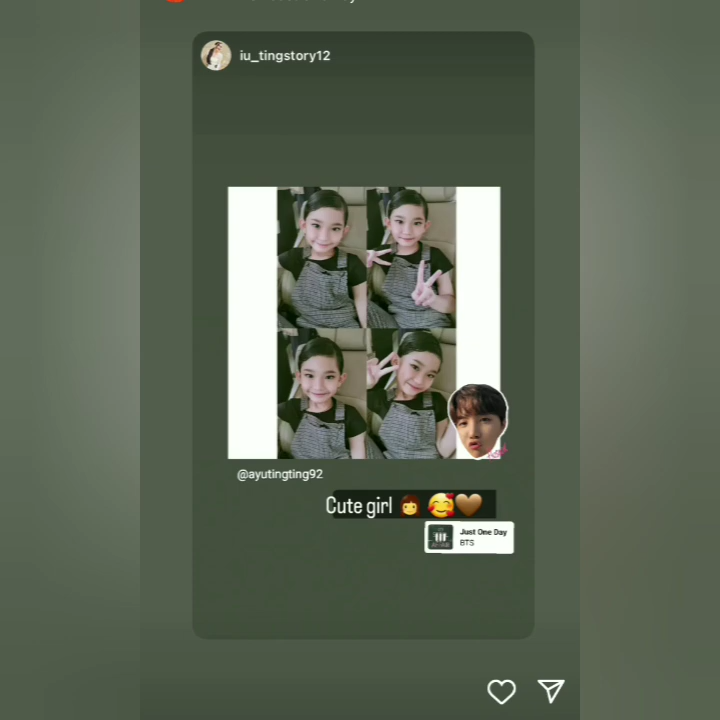 iu_tingstory12
@ayutingting92
Cute girl 👩 🥰🤎
Just One Day
BTS